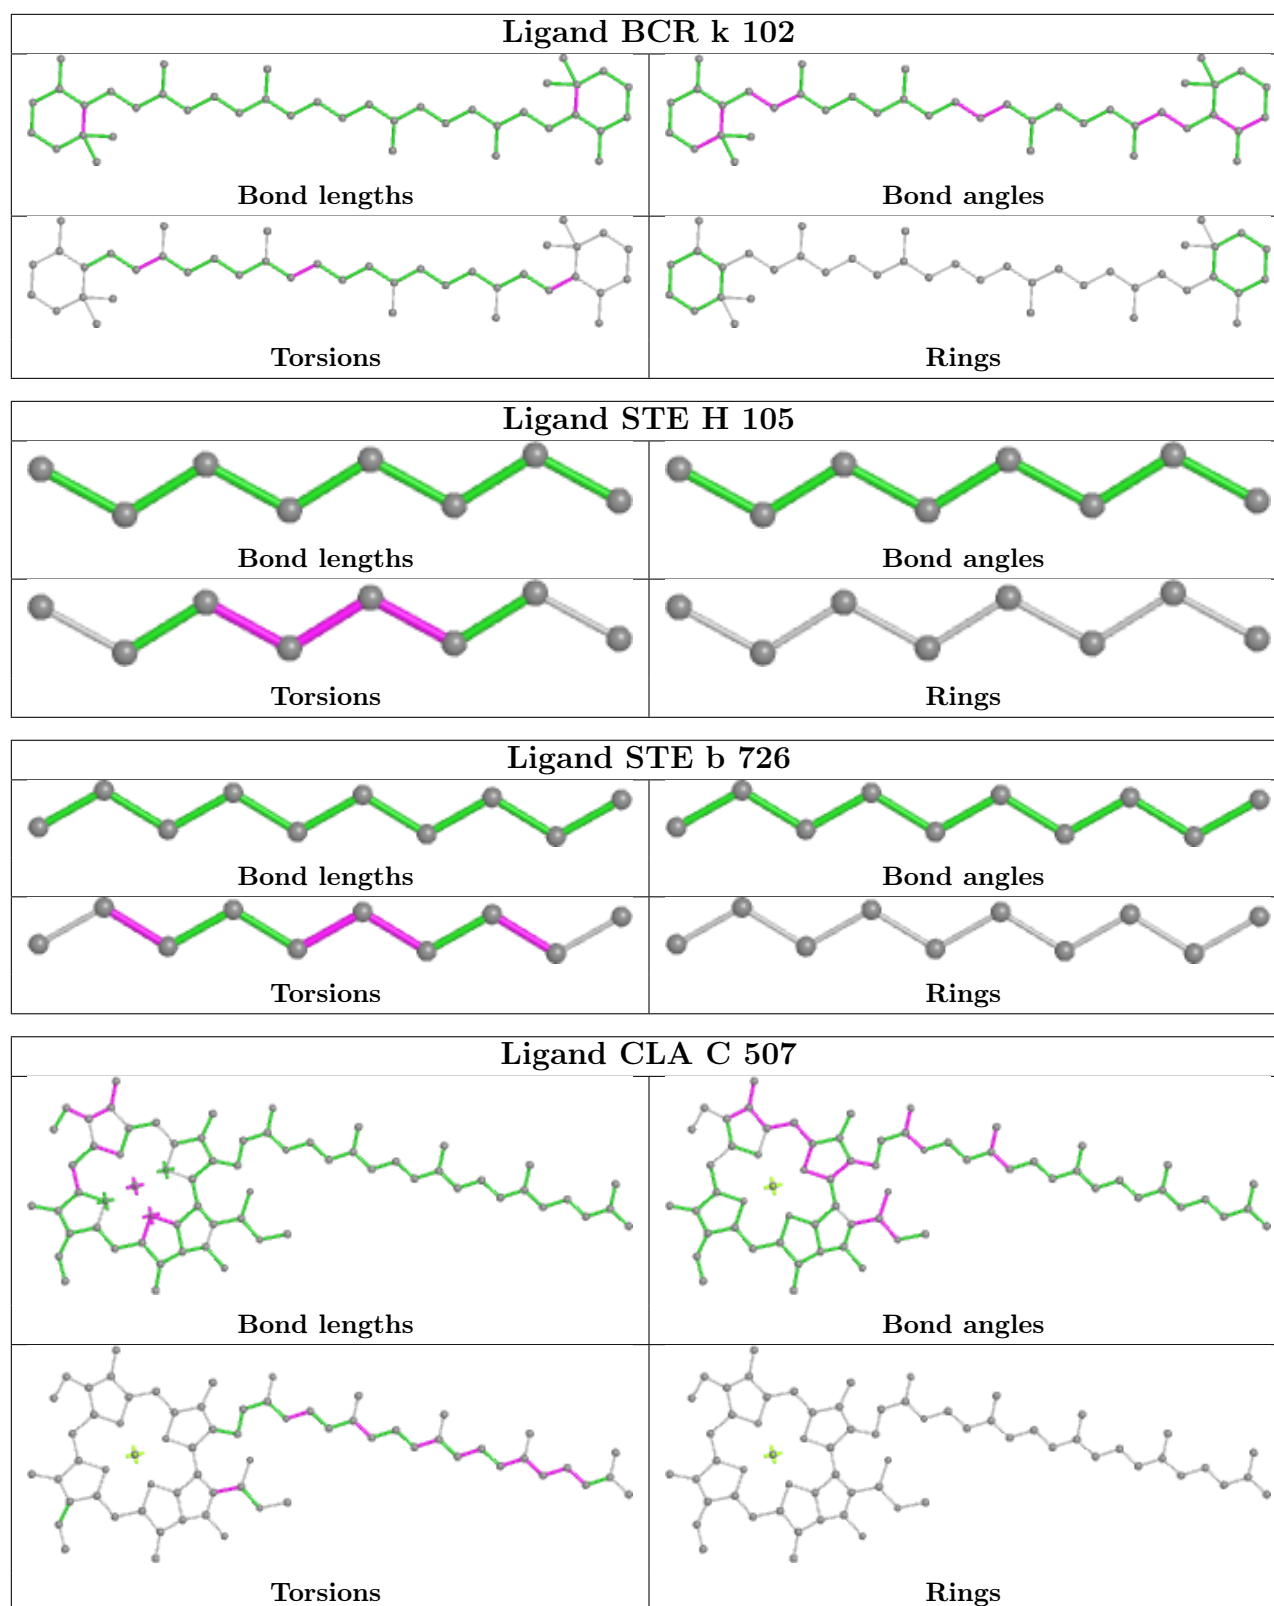 Ligand BCR k 102
Bond lengths
Bond angles
Torsions
Rings
Ligand STE H 105
Bond lengths
Bond angles
Torsions
Rings
Ligand STE b 726
Bond lengths
Bond angles
Torsions
Rings
Ligand CLA C 507
Bond lengths
Bond angles
Torsions
Rings